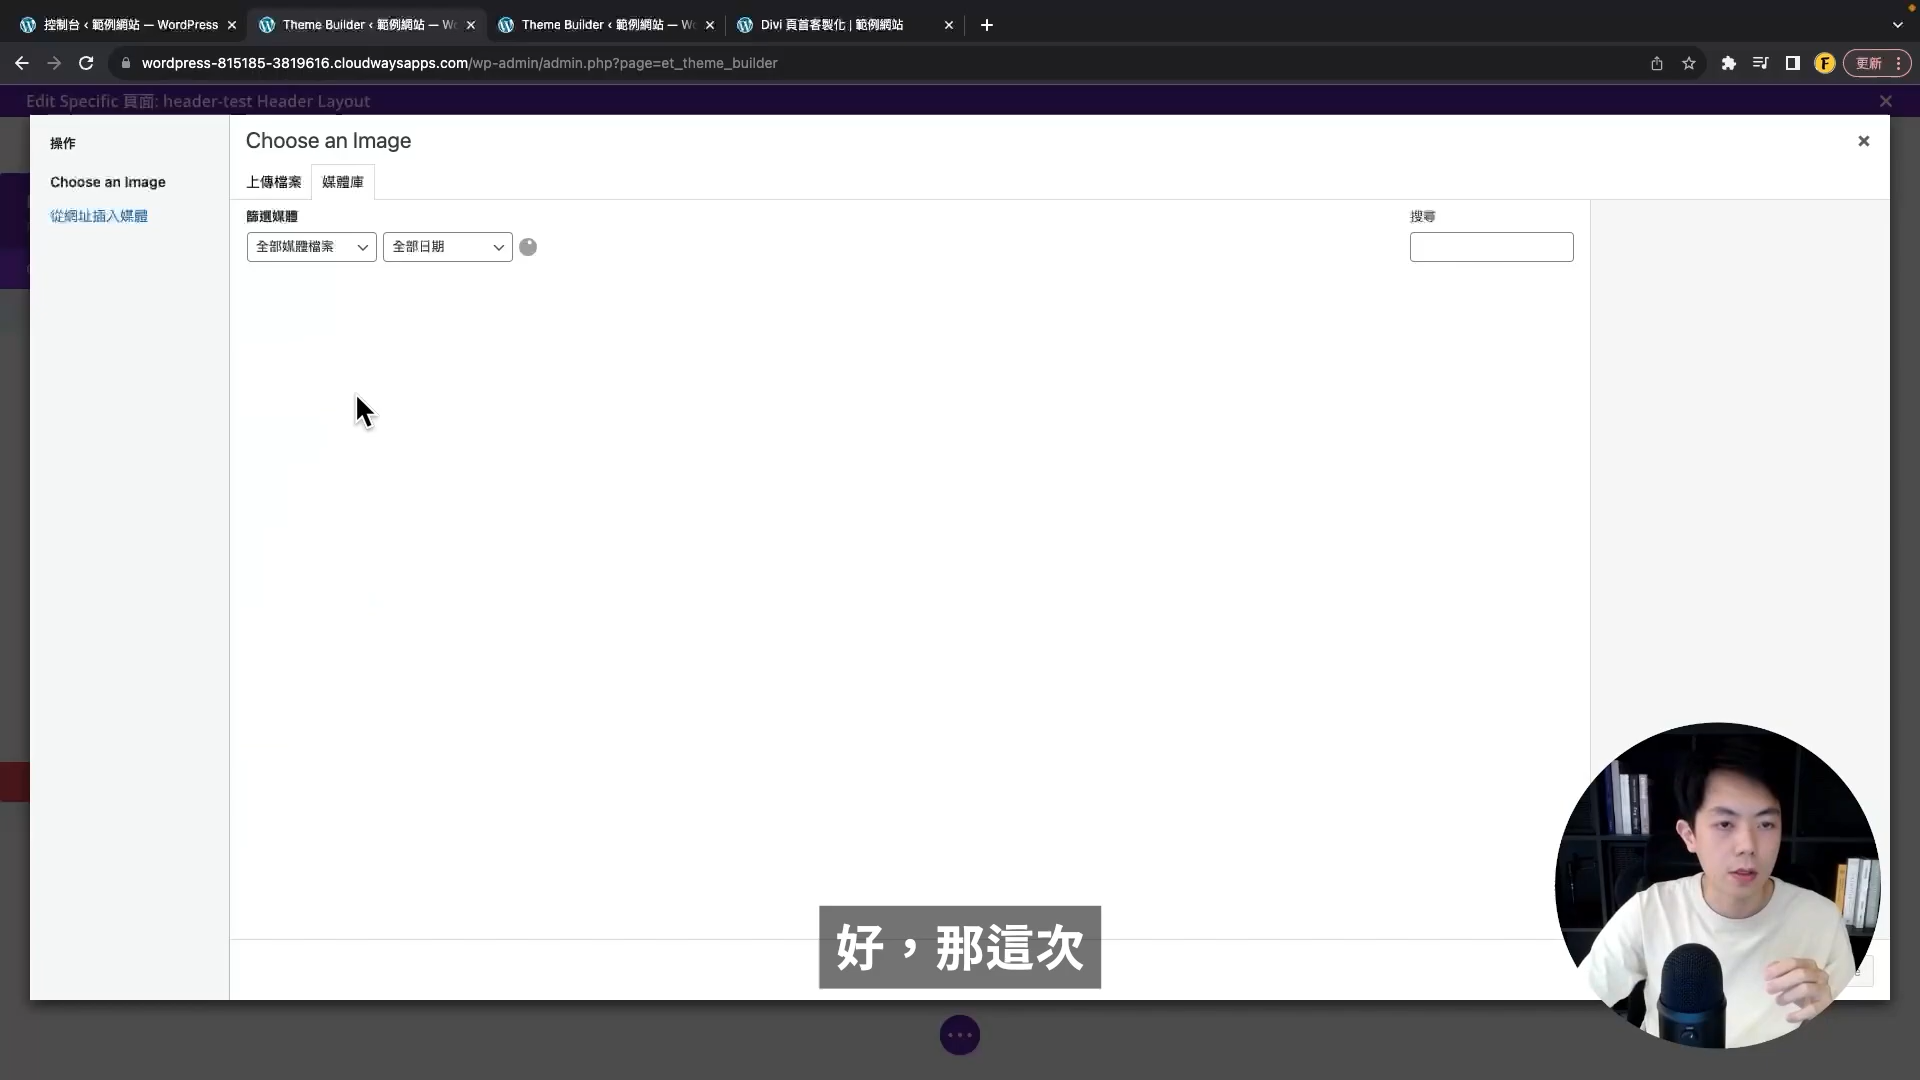 控制台 ‹ 範例網站 — WordPress
Theme Builder ‹ 範例網站 — Wo
Theme Builder ‹ 範例網站 — Wo
Divi 頁首客製化 | 範例網站
wordpress-815185-3819616.cloudwaysapps.com/wp-admin/admin.php?page=et_theme_builder
F
更新
Edit Specific 頁面: header-test Header Layout
操作
Choose an Image
從網址插入媒體
Choose an Image
上傳檔案
媒體庫
篩選媒體
全部媒體檔案
全部日期
搜尋
好，那這次